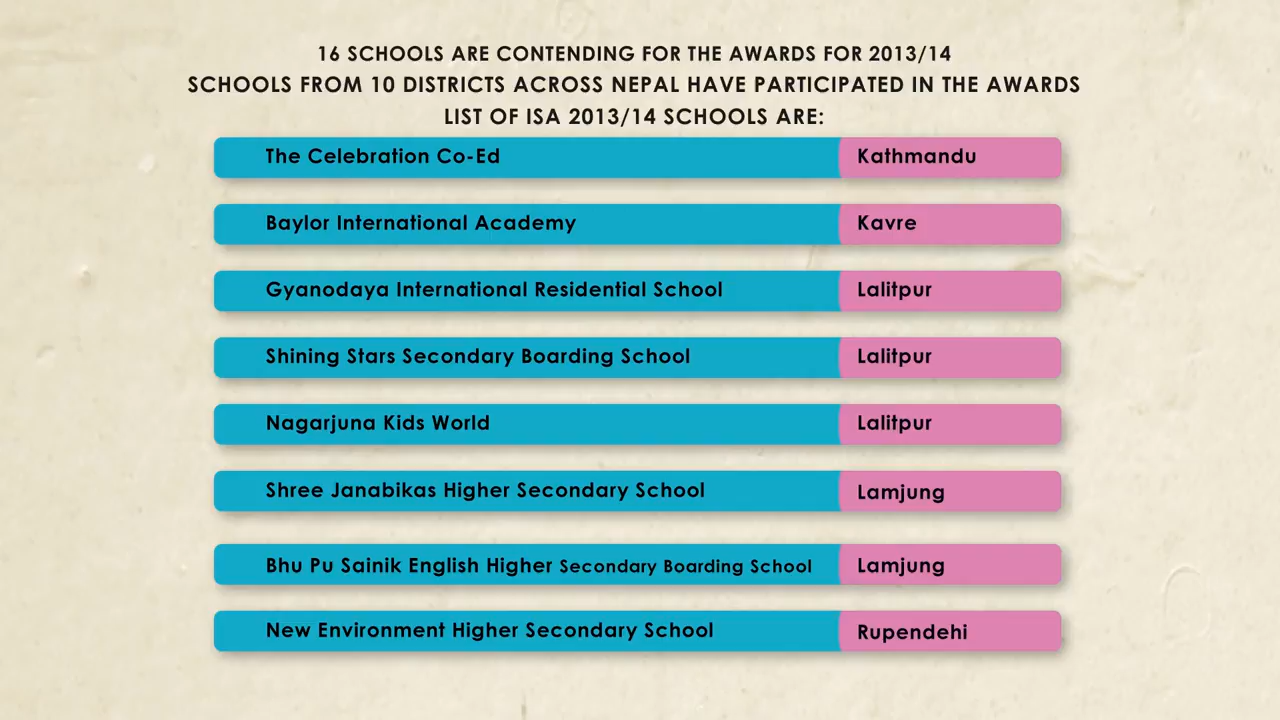 16 SCHOOLS ARE CONTENDING FOR THE AWARDS FOR 2013/14
SCHOOLS FROM 10 DISTRICTS ACROSS NEPAL HAVE PARTICIPATED IN THE AWARDS
LIST OF ISA 2013/14 SCHOOLS ARE:
The Celebration Co-Ed Kathmandu
Baylor International Academy Kavre
Gyanodaya International Residential School Lalitpur
Shining Stars Secondary Boarding School Lalitpur
Nagarjuna Kids World Lalitpur
Shree Janabikas Higher Secondary School Lamjung
Bhu Pu Sainik English Higher Secondary Boarding School Lamjung
New Environment Higher Secondary School Rupendehi